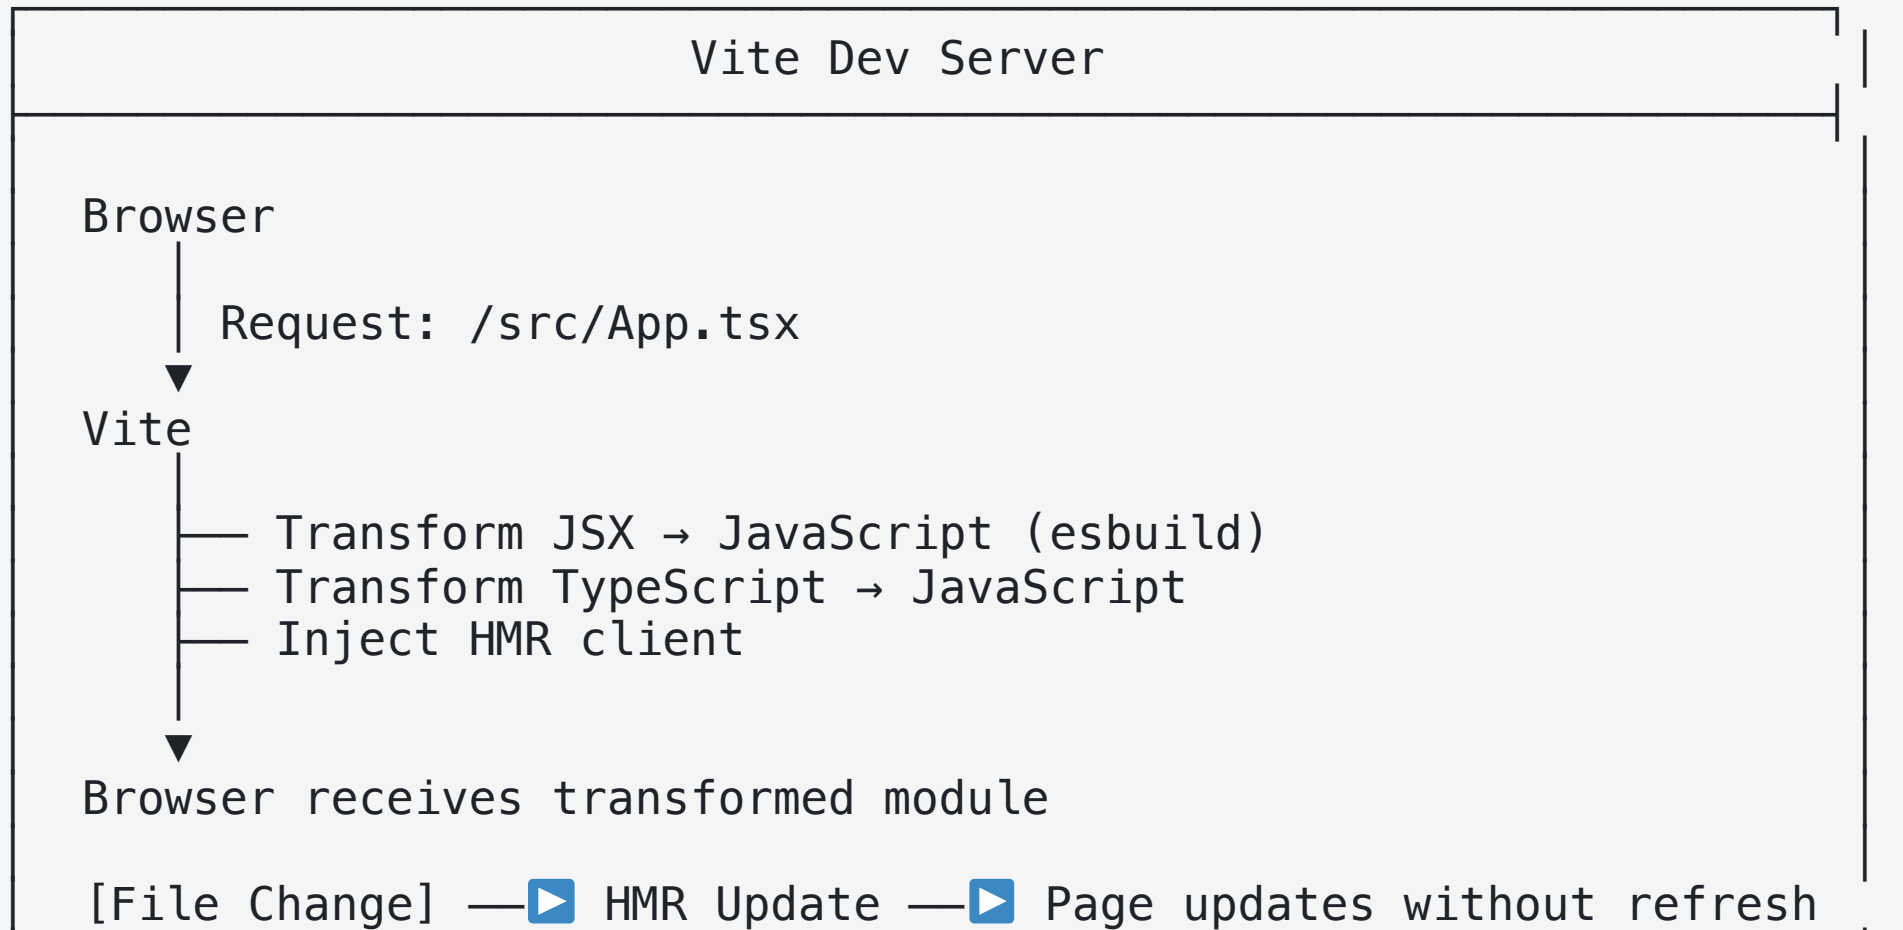 Vite Dev Server
Browser
Request: /src/App.tsx
Vite
Transform JSX → JavaScript (esbuild)
Transform TypeScript → JavaScript
Inject HMR client
Browser receives transformed module
[File Change] ──▶ HMR Update ──▶ Page updates without refresh